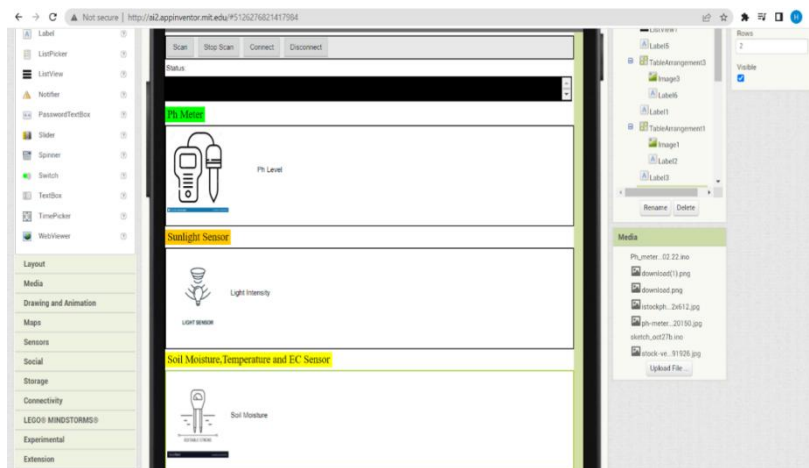 Not secure | http://ai2.appinventor.mit.edu/#5126276821417984
Label
ListPicker
ListView
Notifier
PasswordTextBox
Slider
Spinner
Switch
TextBox
TimePicker
WebViewer
Layout
Media
Drawing and Animation
Maps
Sensors
Social
Storage
Connectivity
LEGO® MINDSTORMS®
Experimental
Extension
Scan Stop Scan Connect Disconnect
Status:
Ph Meter
Ph Level
Sunlight Sensor
Light Intensity
LIGHT SENSOR
Soil Moisture,Temperature and EC Sensor
Soil Moisture
ListView1
Label5
TableArrangement3
Image3
Label6
Label1
TableArrangement1
Image1
Label2
Label3
Rename Delete
Media
Ph_meter...02.22.ino
download(1).png
download.png
istockph...2x612.jpg
ph-meter...20150.jpg
sketch_oct27b.ino
stock-ve...91926.jpg
Upload File ...
Rows
2
Visible
H